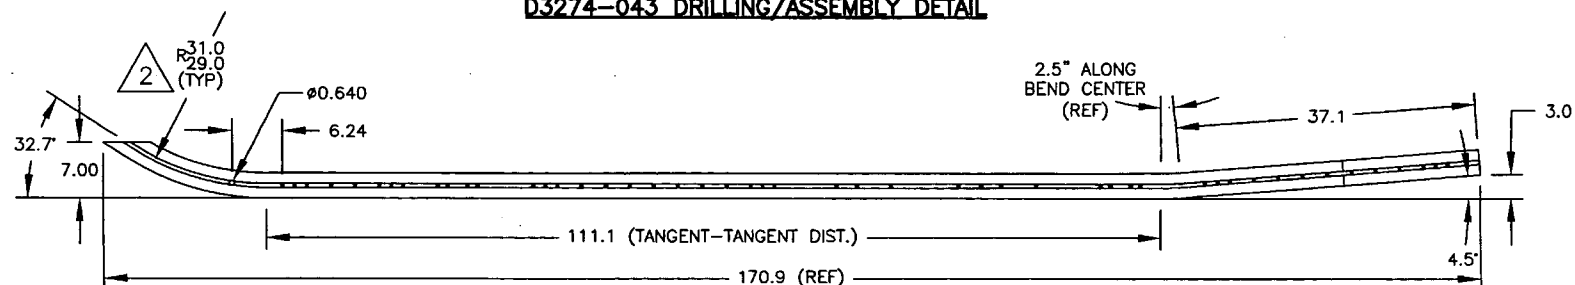 D3274-043 DRILLING/ASSEMBLY DETAIL
2
R31.0
29.0
(TYP)
ø0.640
6.24
2.5" ALONG
BEND CENTER
(REF)
37.1
3.0
32.7°
7.00
111.1 (TANGENT-TANGENT DIST.)
4.5°
170.9 (REF)